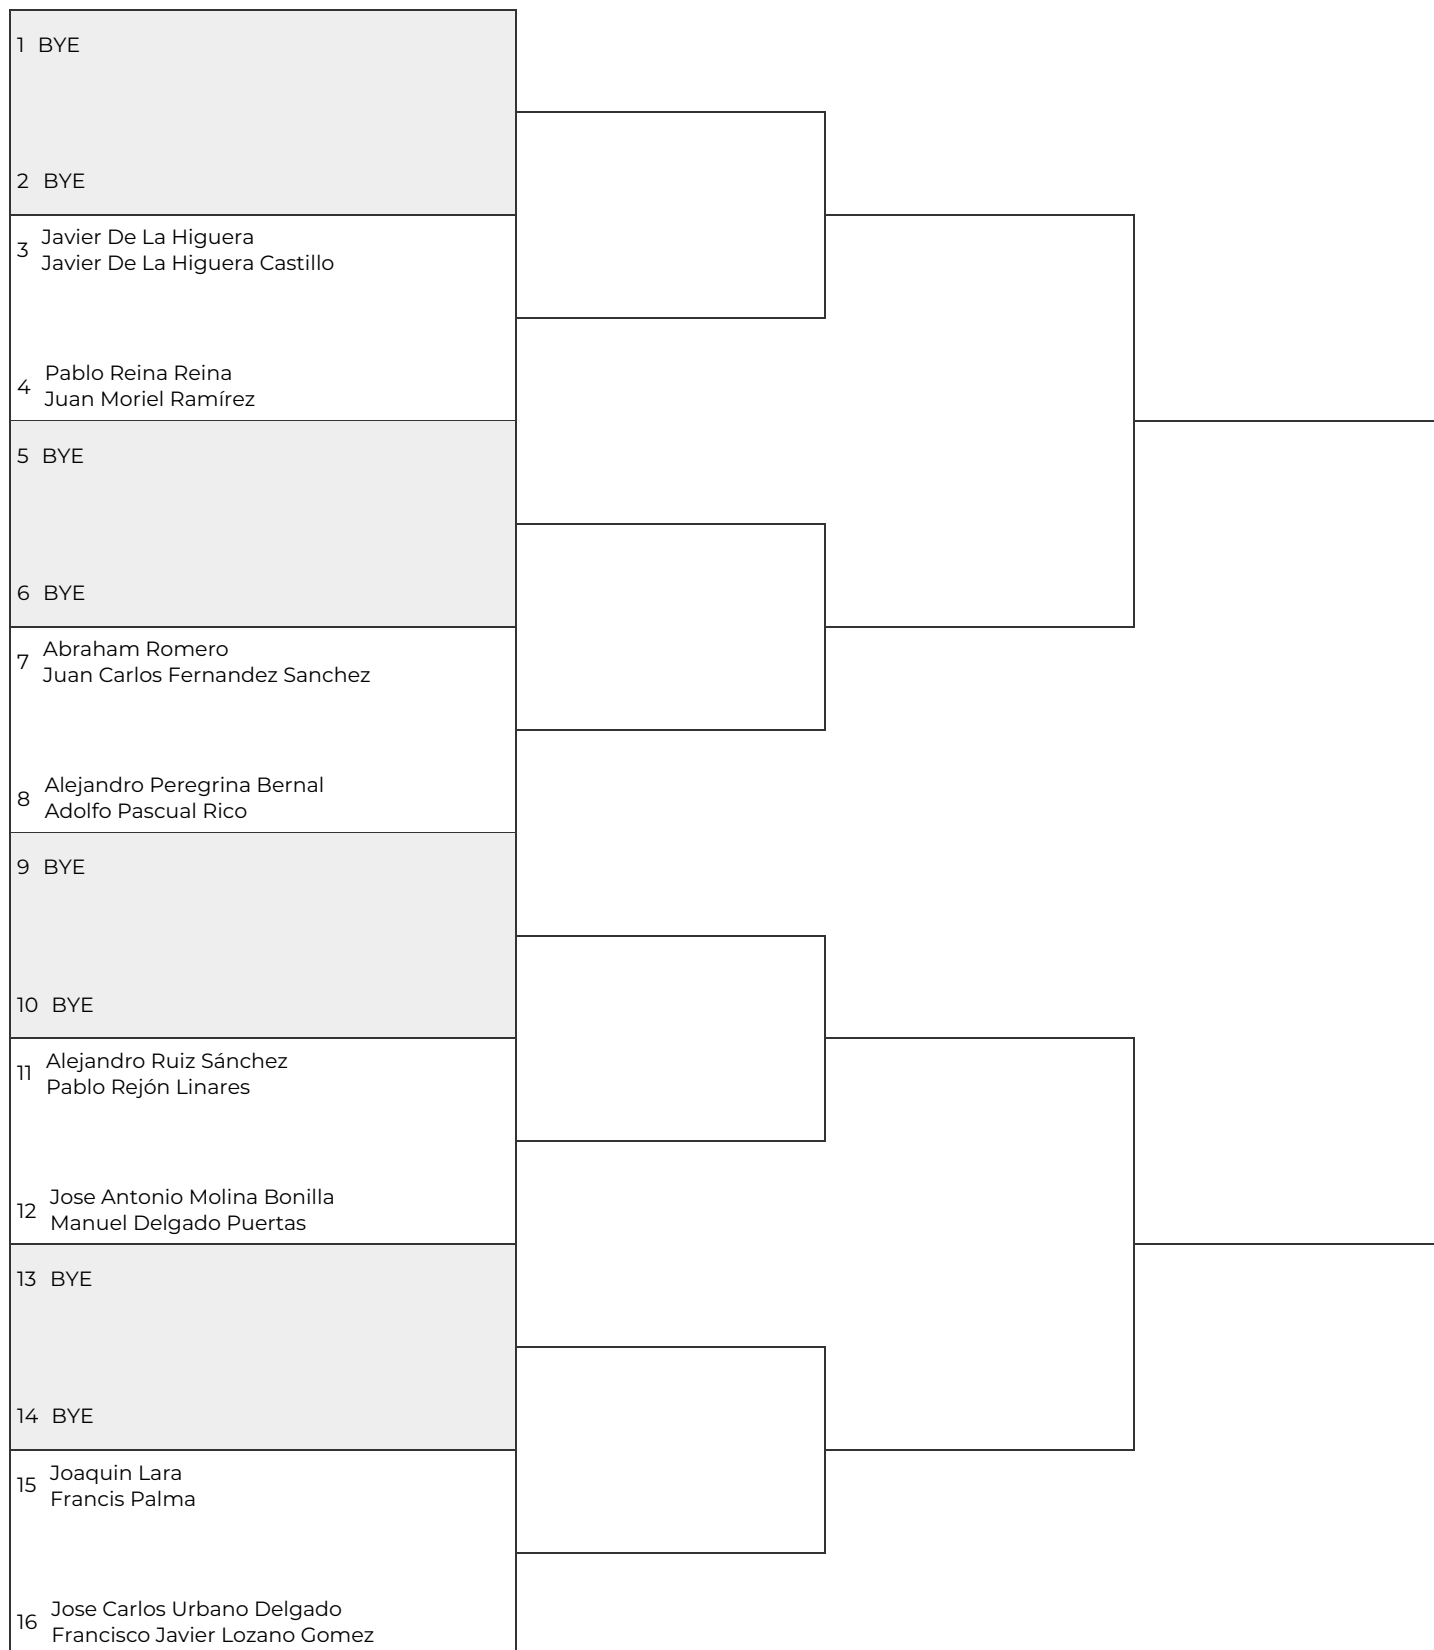 1 BYE
2 BYE
3 Javier De La Higuera
Javier De La Higuera Castillo
4 Pablo Reina Reina
Juan Moriel Ramírez
5 BYE
6 BYE
7 Abraham Romero
Juan Carlos Fernandez Sanchez
8 Alejandro Peregrina Bernal
Adolfo Pascual Rico
9 BYE
10 BYE
11 Alejandro Ruiz Sánchez
Pablo Rejón Linares
12 Jose Antonio Molina Bonilla
Manuel Delgado Puertas
13 BYE
14 BYE
15 Joaquin Lara
Francis Palma
16 Jose Carlos Urbano Delgado
Francisco Javier Lozano Gomez